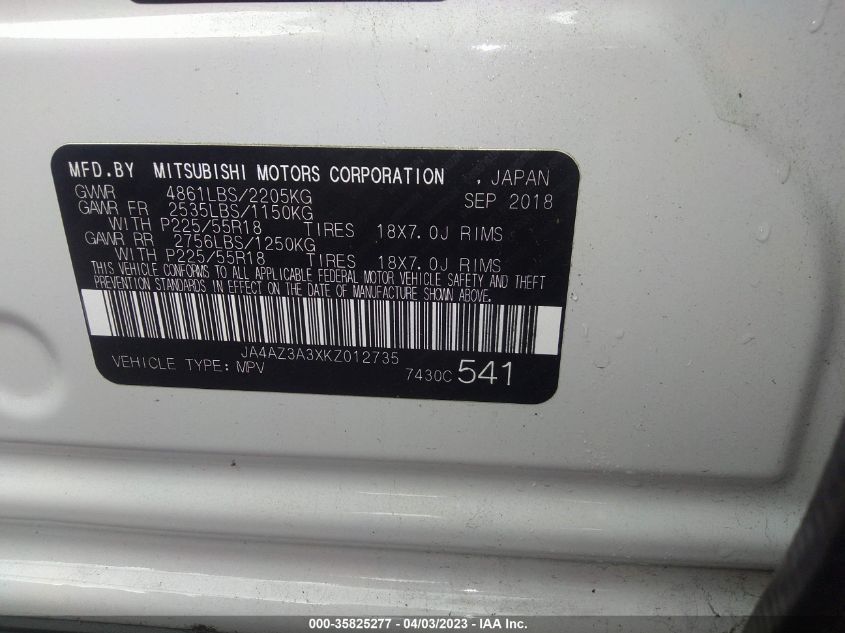 MFD.BY MITSUBISHI MOTORS CORPORATION , JAPAN
GVWR 4861LBS/2205KG SEP 2018
GAWR FR 2535LBS/1150KG
WITH P225/55R18 TIRES 18X7.0J RIMS
GAWR RR 2756LBS/1250KG
WITH P225/55R18 TIRES 18X7.0J RIMS
THIS VEHICLE CONFORMS TO ALL APPLICABLE FEDERAL MOTOR VEHICLE SAFETY AND THEFT
PREVENTION STANDARDS IN EFFECT ON THE DATE OF MANUFACTURE SHOWN ABOVE.
JA4AZ3A3XKZ012735
VEHICLE TYPE: MPV 7430C 541
000-35825277 - 04/03/2023 - IAA Inc.